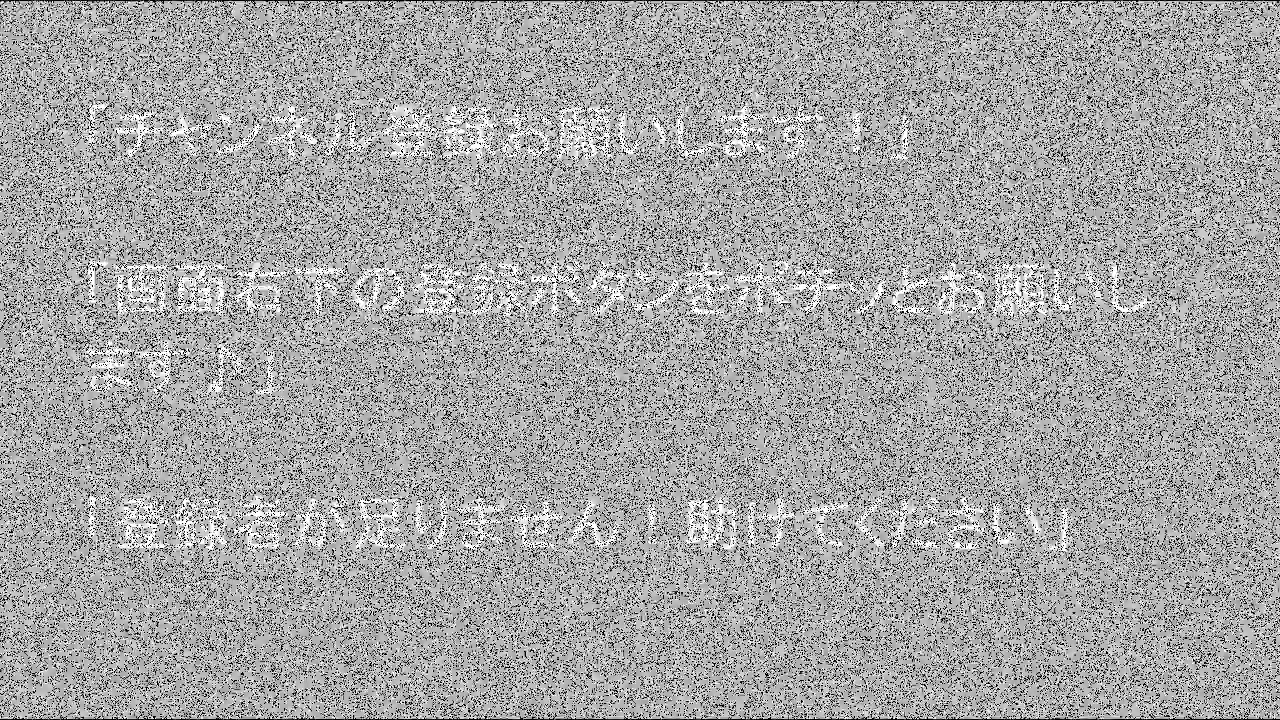 「チャンネル登録お願いします！」
「画面右下の登録ボタンをポチッとお願いし
ます！」
「登録者が足りません！助けてください」